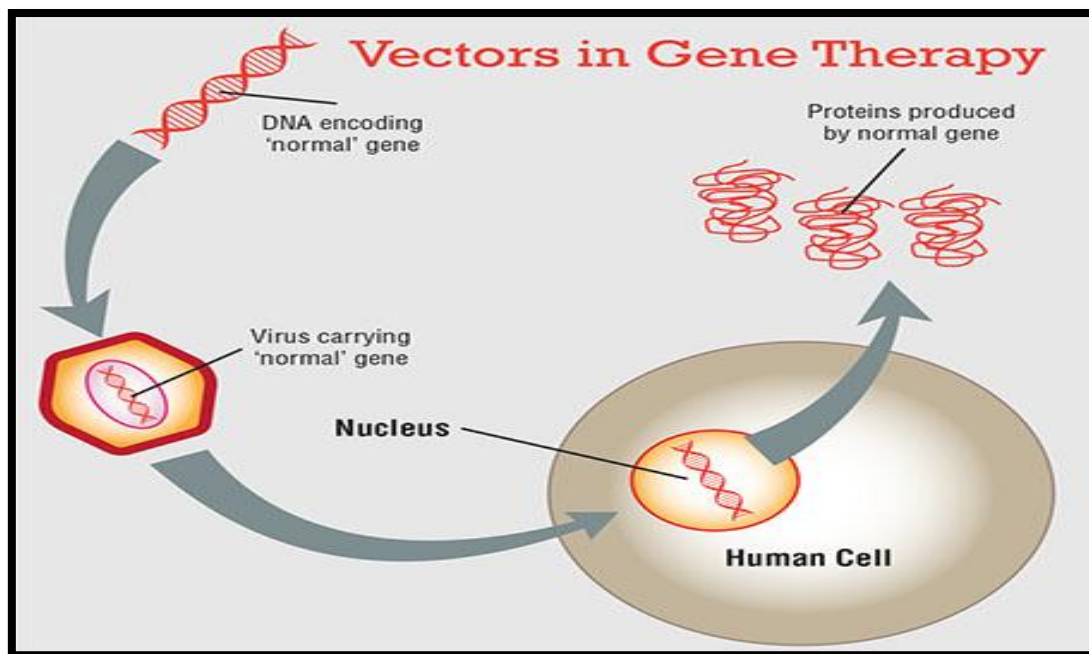 Vectors in Gene Therapy
DNA encoding
'normal' gene
Proteins produced
by normal gene
Virus carrying
'normal' gene
Nucleus
Human Cell